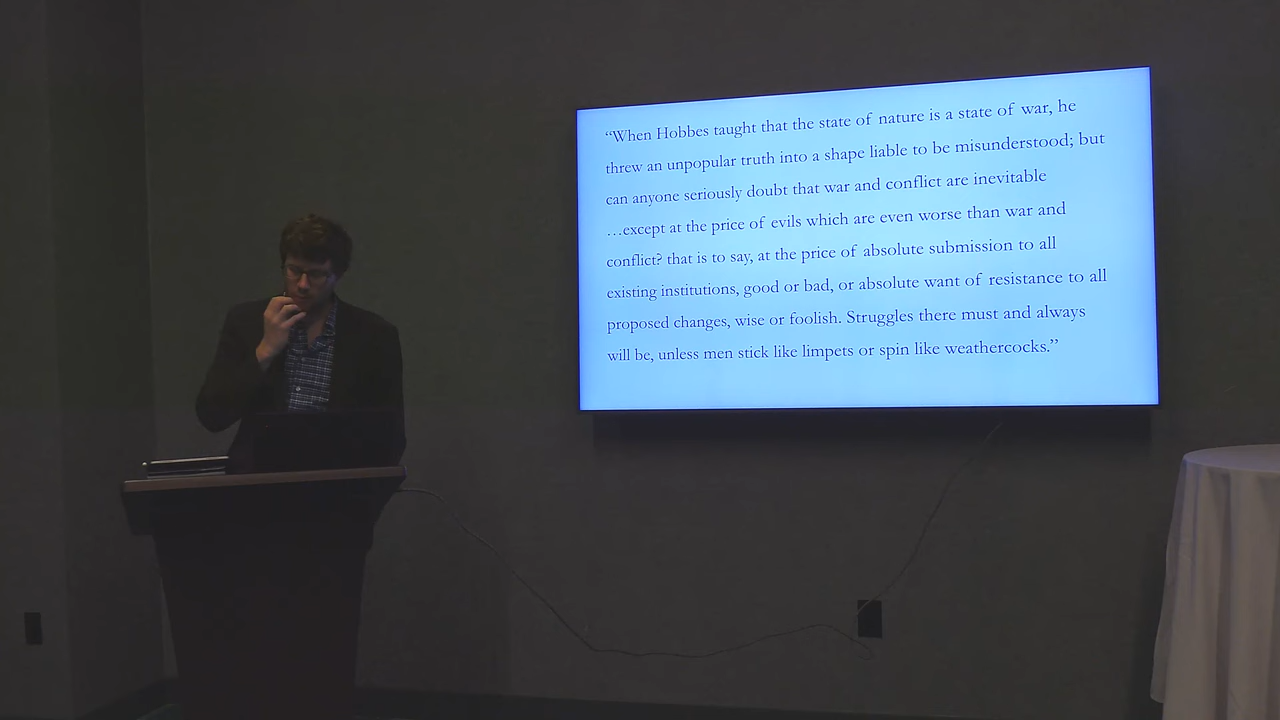 “When Hobbes taught that the state of nature is a state of war, he
threw an unpopular truth into a shape liable to be misunderstood; but
can anyone seriously doubt that war and conflict are inevitable
…except at the price of evils which are even worse than war and
conflict? that is to say, at the price of absolute submission to all
existing institutions, good or bad, or absolute want of resistance to all
proposed changes, wise or foolish. Struggles there must and always
will be, unless men stick like limpets or spin like weathercocks.”